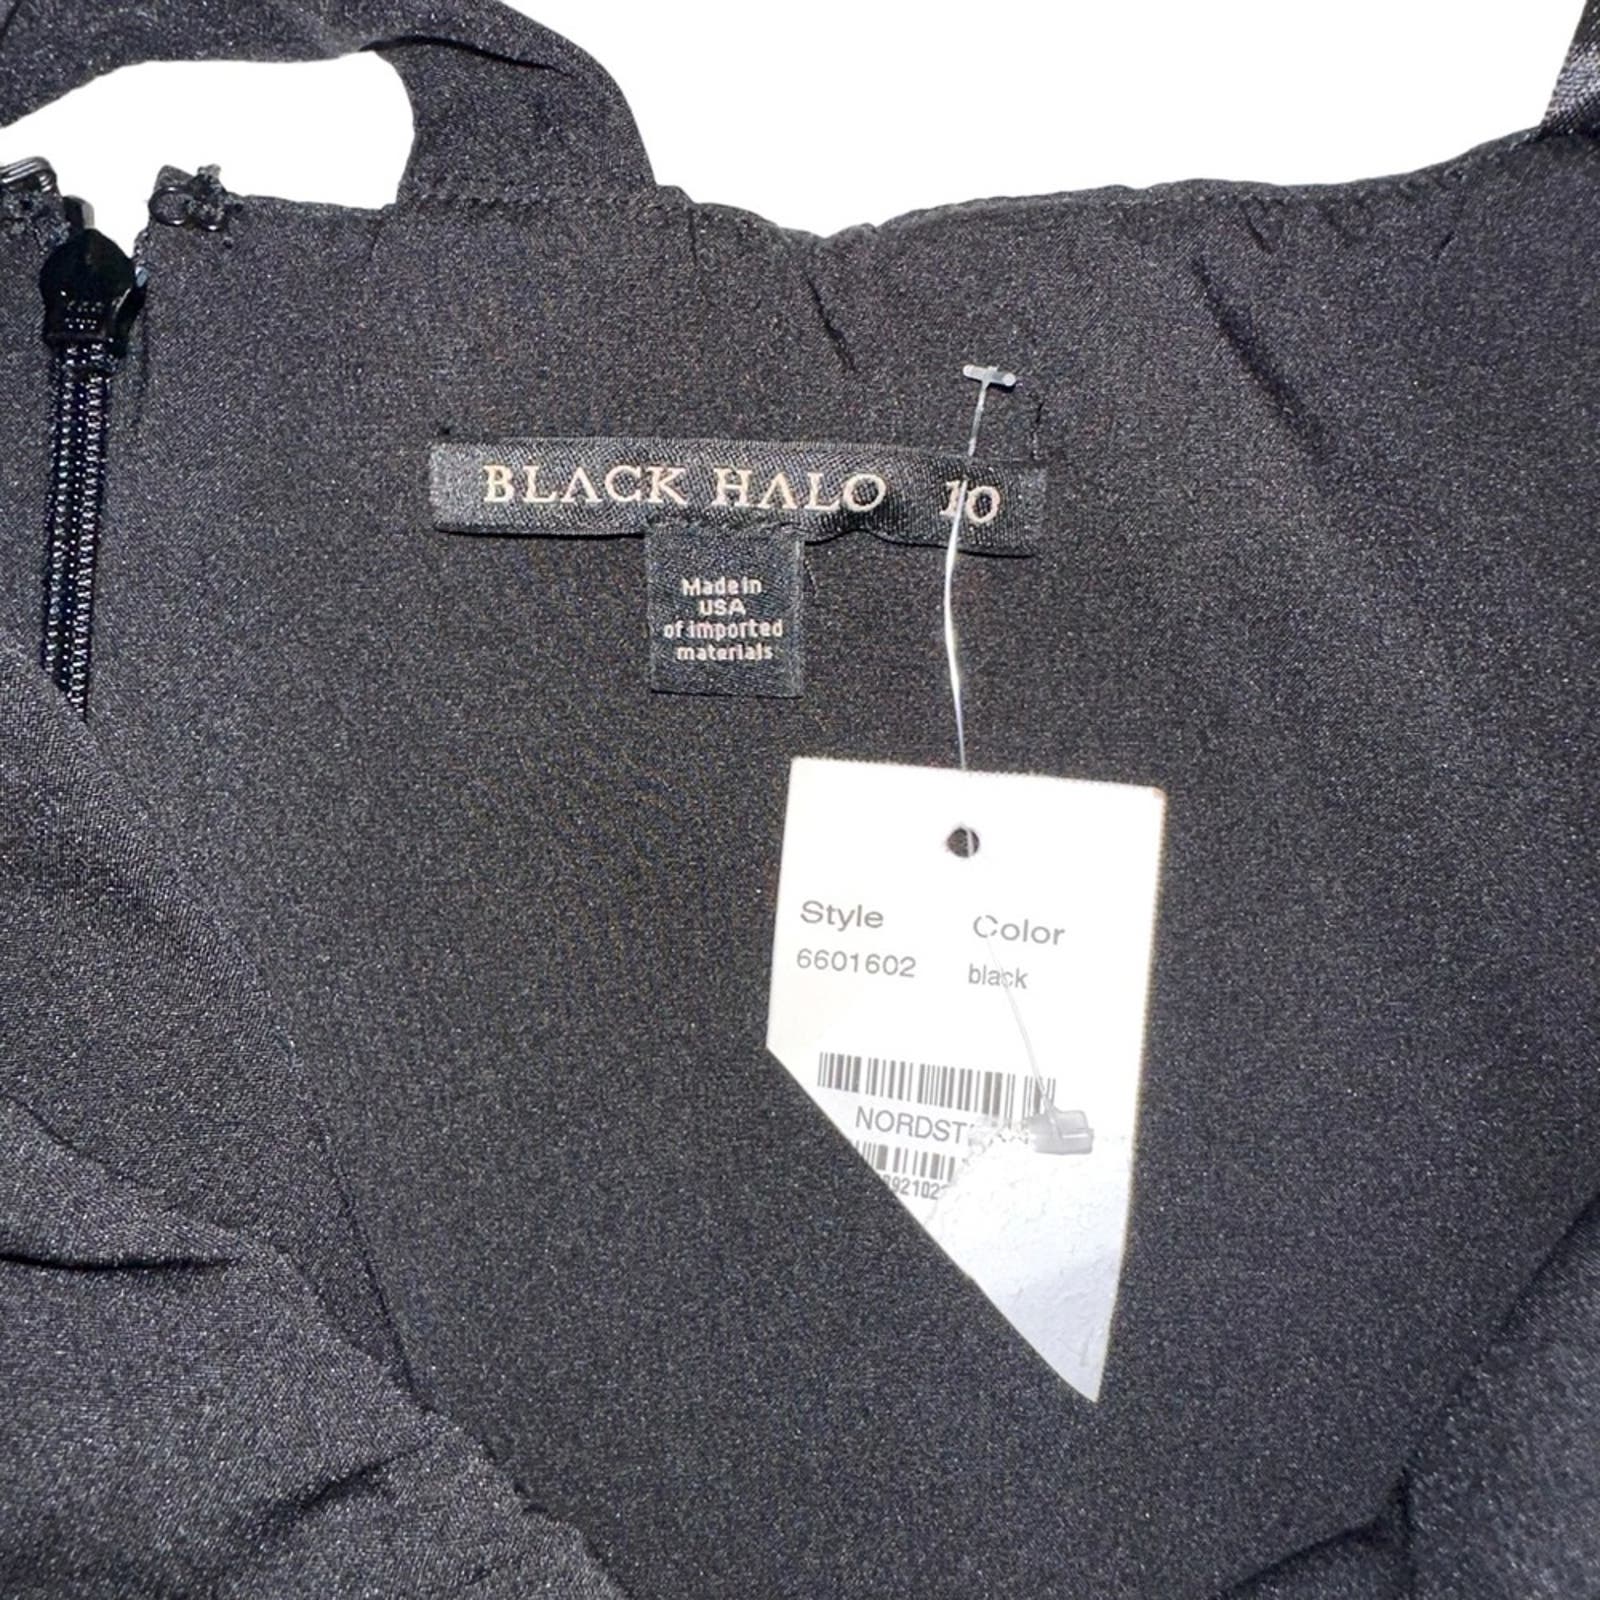 BLACK HALO 10
Made in
USA
of imported
materials
Style Color
6601602 black